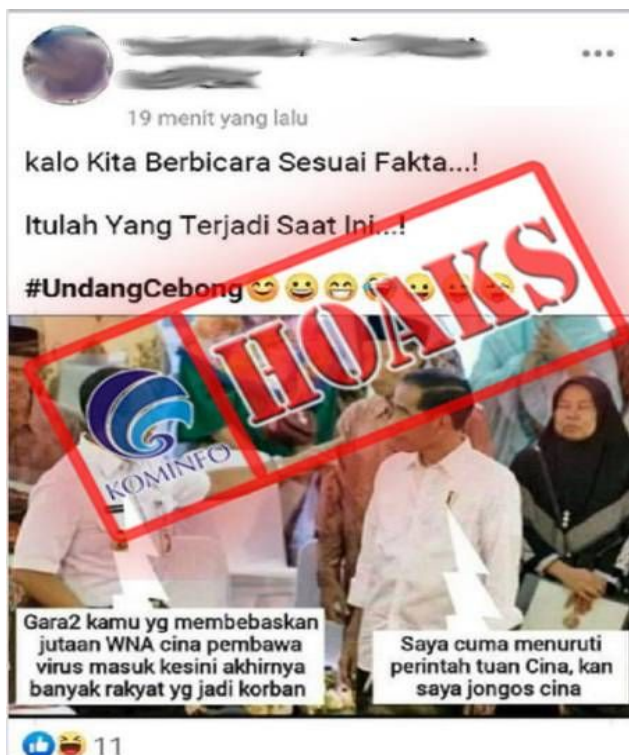 19 menit yang lalu
kalo Kita Berbicara Sesuai Fakta...!
Itulah Yang Terjadi Saat Ini...!
#UndangCebong😊😀😁🤣😀😄😅
HOAKS
KOMINFO
Gara2 kamu yg membebaskan
jutaan WNA cina pembawa
virus masuk kesini akhirnya
banyak rakyat yg jadi korban
Saya cuma menuruti
perintah tuan Cina, kan
saya jongos cina
11